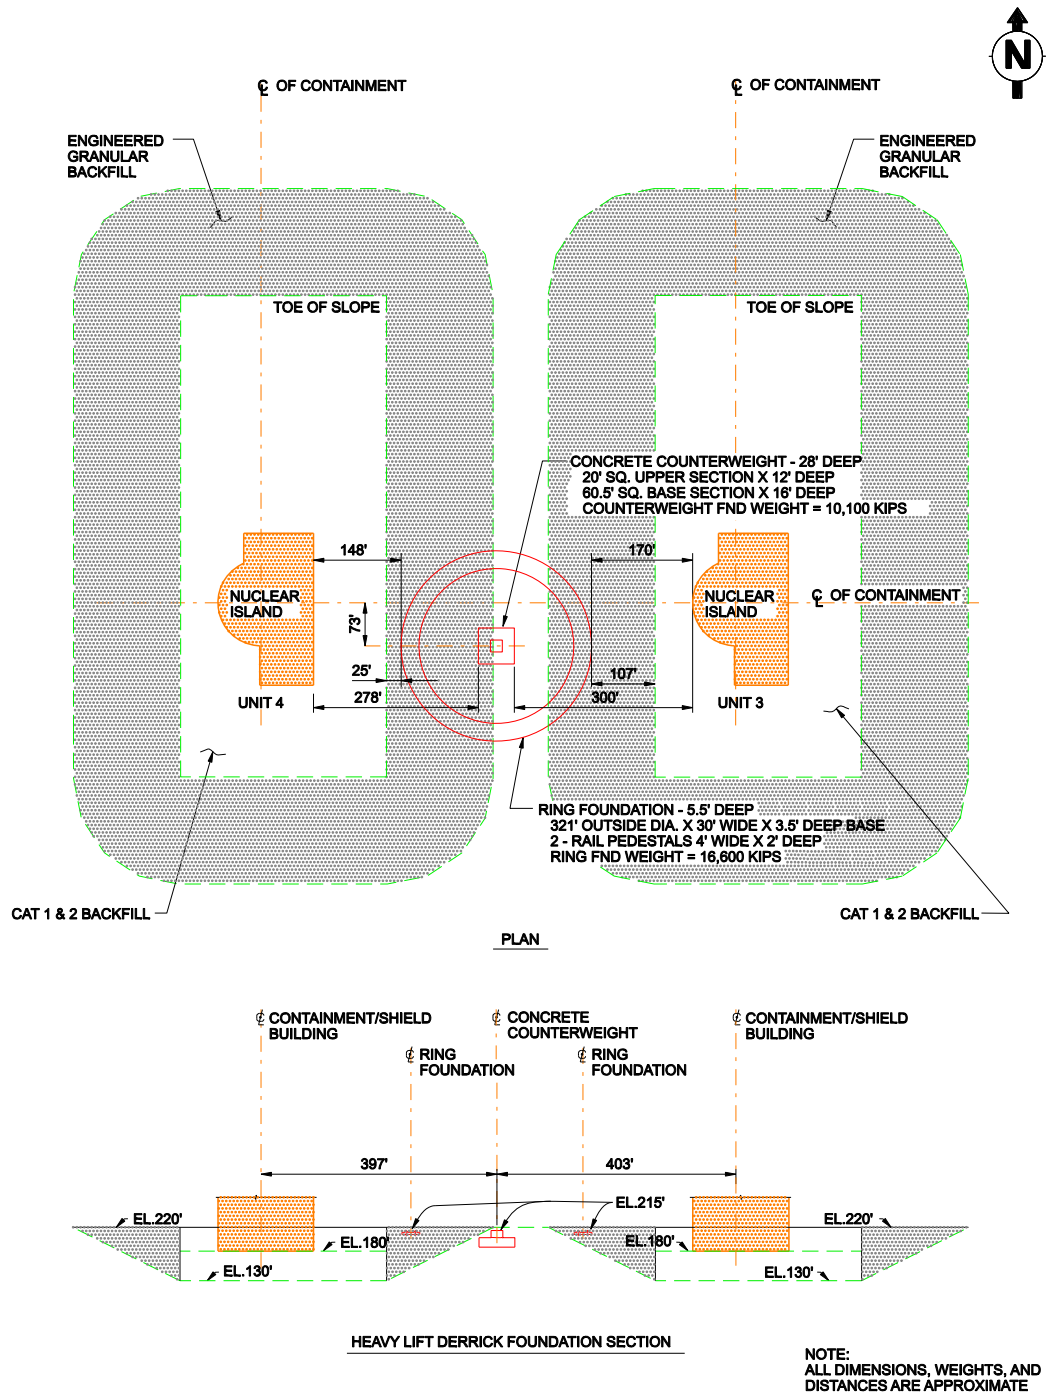 N
℄ OF CONTAINMENT
℄ OF CONTAINMENT
ENGINEERED
GRANULAR
BACKFILL
ENGINEERED
GRANULAR
BACKFILL
TOE OF SLOPE
TOE OF SLOPE
CONCRETE COUNTERWEIGHT - 28' DEEP
20' SQ. UPPER SECTION X 12' DEEP
60.5' SQ. BASE SECTION X 16' DEEP
COUNTERWEIGHT FND WEIGHT = 10,100 KIPS
148'
170'
NUCLEAR
ISLAND
NUCLEAR
ISLAND
℄ OF CONTAINMENT
73'
25'
107'
278'
300'
UNIT 4
UNIT 3
RING FOUNDATION - 5.5' DEEP
321' OUTSIDE DIA. X 30' WIDE X 3.5' DEEP BASE
2 - RAIL PEDESTALS 4' WIDE X 2' DEEP
RING FND WEIGHT = 16,600 KIPS
CAT 1 & 2 BACKFILL
CAT 1 & 2 BACKFILL
PLAN
℄ CONTAINMENT/SHIELD
BUILDING
℄ CONCRETE
COUNTERWEIGHT
℄ CONTAINMENT/SHIELD
BUILDING
℄ RING
FOUNDATION
℄ RING
FOUNDATION
397'
403'
EL.215'
EL.220'
EL.220'
EL.180'
EL.180'
EL.130'
EL.130'
HEAVY LIFT DERRICK FOUNDATION SECTION
NOTE:
ALL DIMENSIONS, WEIGHTS, AND
DISTANCES ARE APPROXIMATE